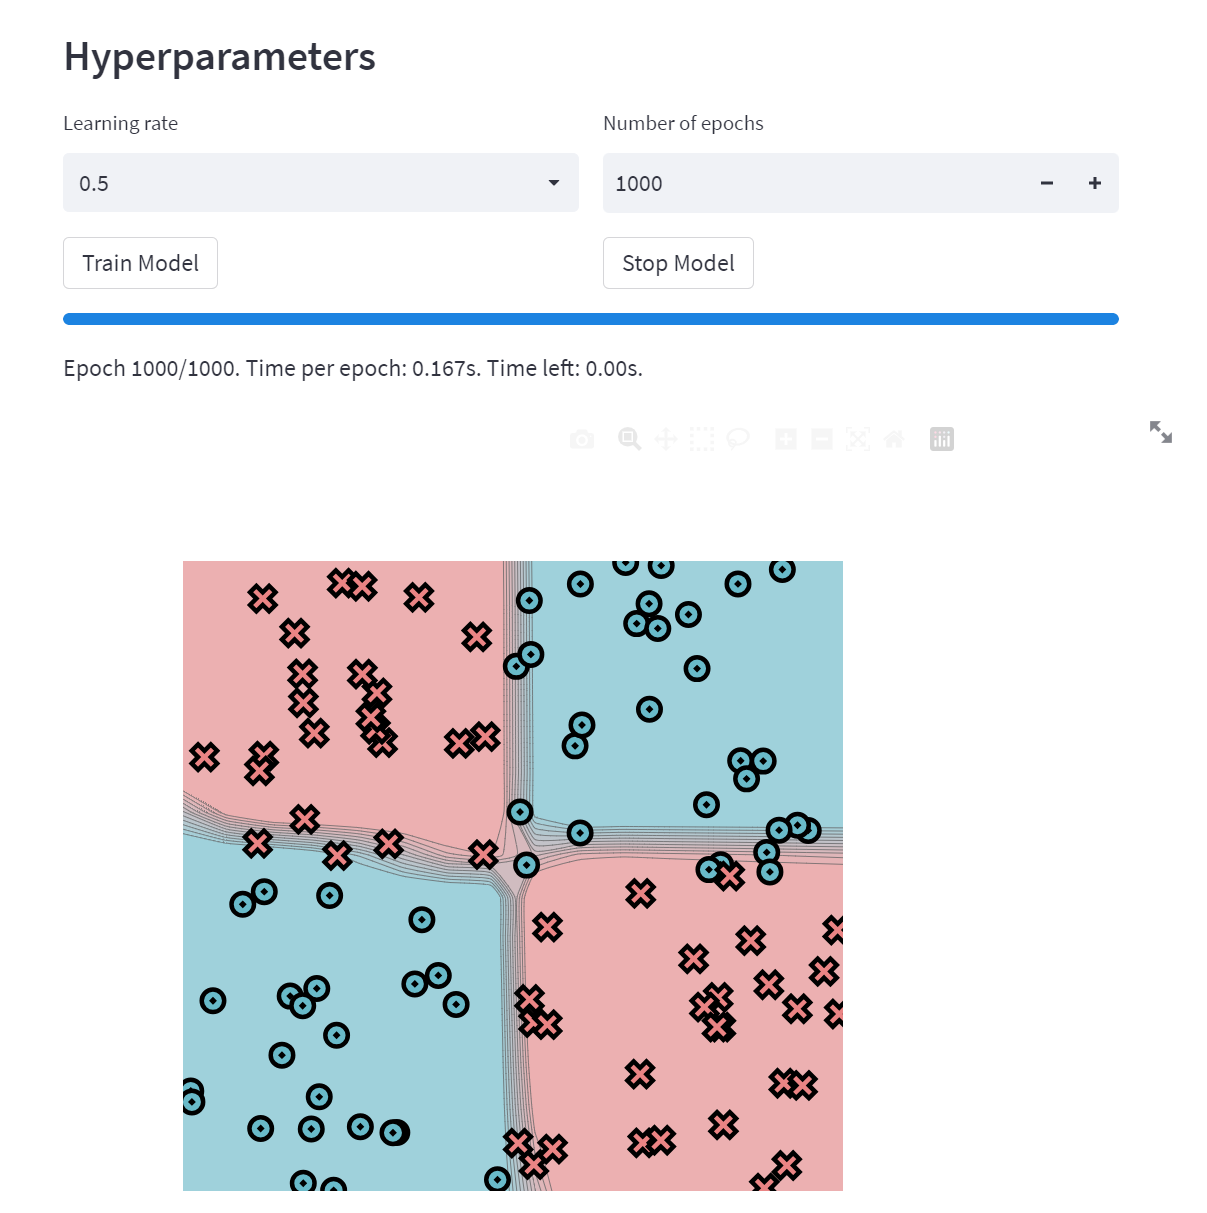 Hyperparameters
Learning rate
Number of epochs
0.5
1000
Train Model
Stop Model
Epoch 1000/1000. Time per epoch: 0.167s. Time left: 0.00s.